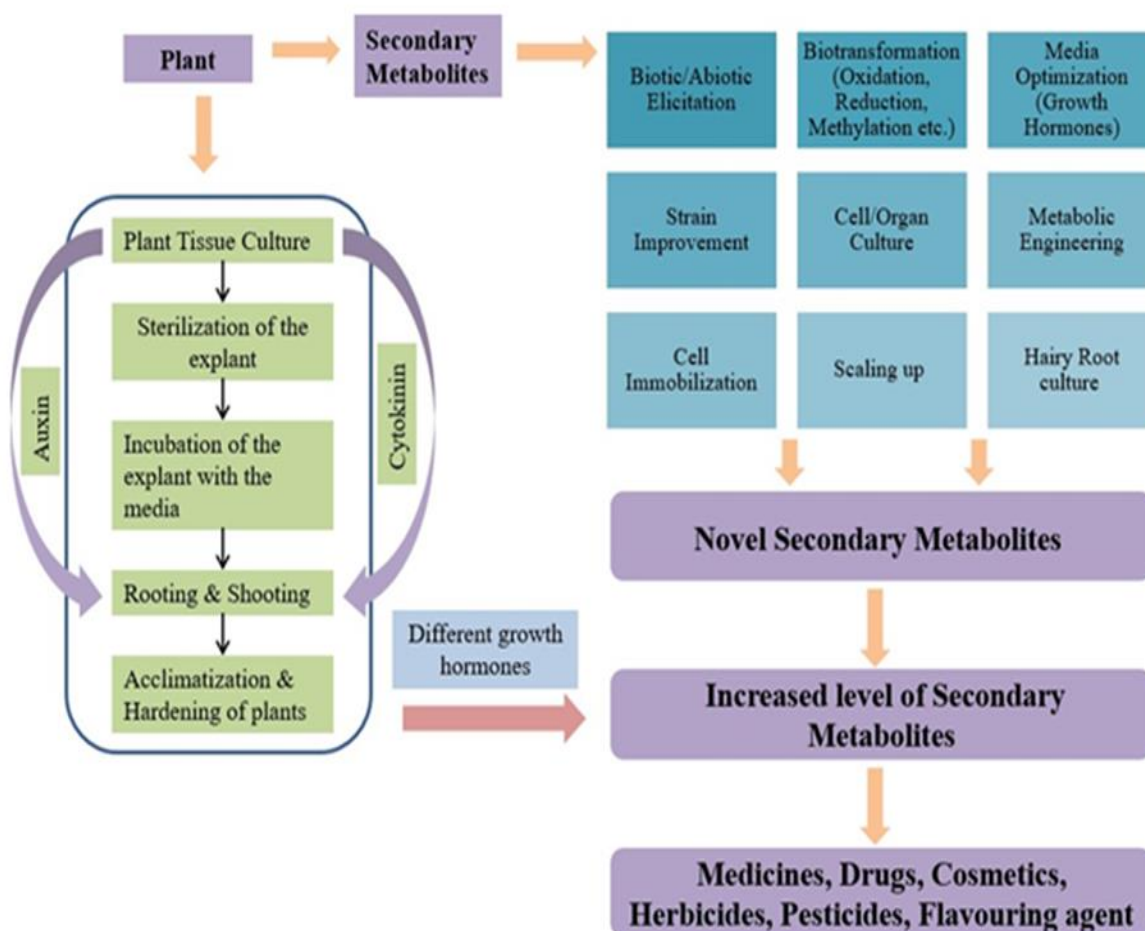 Plant
Secondary
Metabolites
Biotic/Abiotic
Elicitation
Biotransformation
(Oxidation,
Reduction,
Methylation etc.)
Media
Optimization
(Growth
Hormones)
Strain
Improvement
Cell/Organ
Culture
Metabolic
Engineering
Cell
Immobilization
Scaling up
Hairy Root
culture
Plant Tissue Culture
Sterilization of the
explant
Incubation of the
explant with the
media
Rooting & Shooting
Acclimatization &
Hardening of plants
Auxin
Cytokinin
Different growth
hormones
Novel Secondary Metabolites
Increased level of Secondary
Metabolites
Medicines, Drugs, Cosmetics,
Herbicides, Pesticides, Flavouring agent